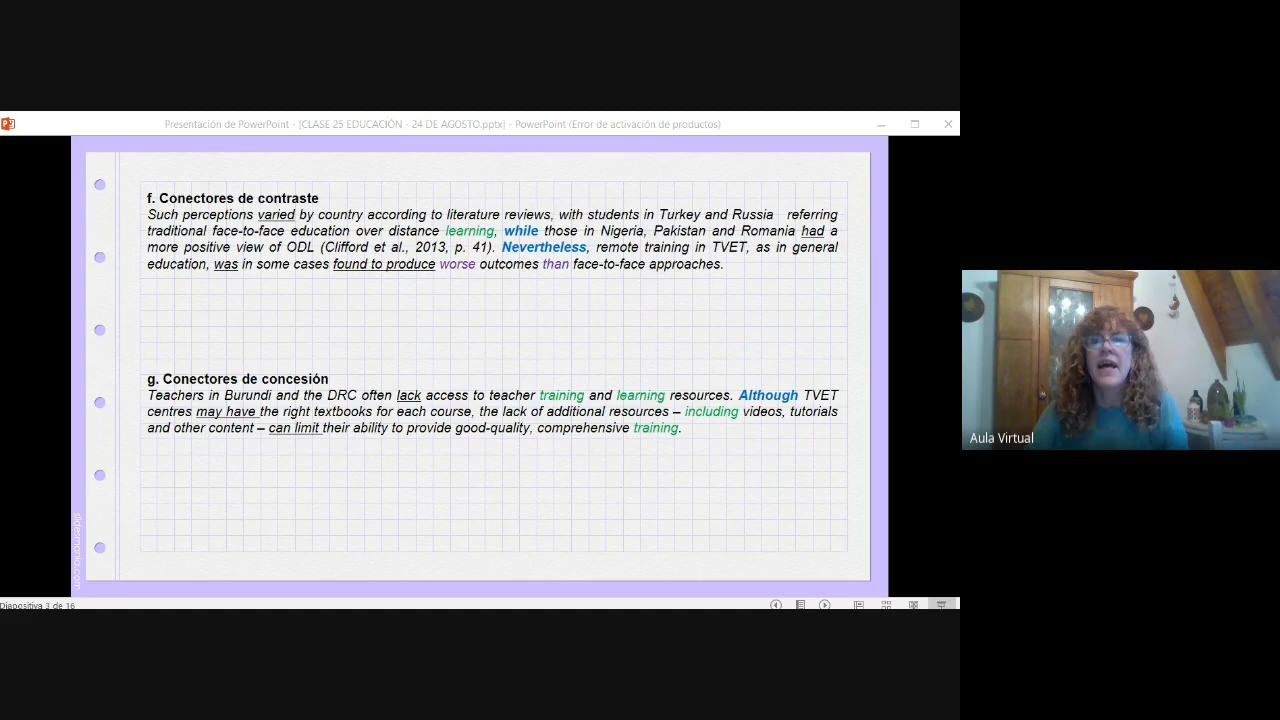 Presentación de PowerPoint - [CLASE 25 EDUCACIÓN - 24 DE AGOSTO.pptx] - PowerPoint (Error de activación de productos)
f. Conectores de contraste
Such perceptions varied by country according to literature reviews, with students in Turkey and Russia referring
traditional face-to-face education over distance learning, while those in Nigeria, Pakistan and Romania had a
more positive view of ODL (Clifford et al., 2013, p. 41). Nevertheless, remote training in TVET, as in general
education, was in some cases found to produce worse outcomes than face-to-face approaches.
g. Conectores de concesión
Teachers in Burundi and the DRC often lack access to teacher training and learning resources. Although TVET
centres may have the right textbooks for each course, the lack of additional resources – including videos, tutorials
and other content – can limit their ability to provide good-quality, comprehensive training.
slidesmania.com
Diapositiva 3 de 16
Aula Virtual